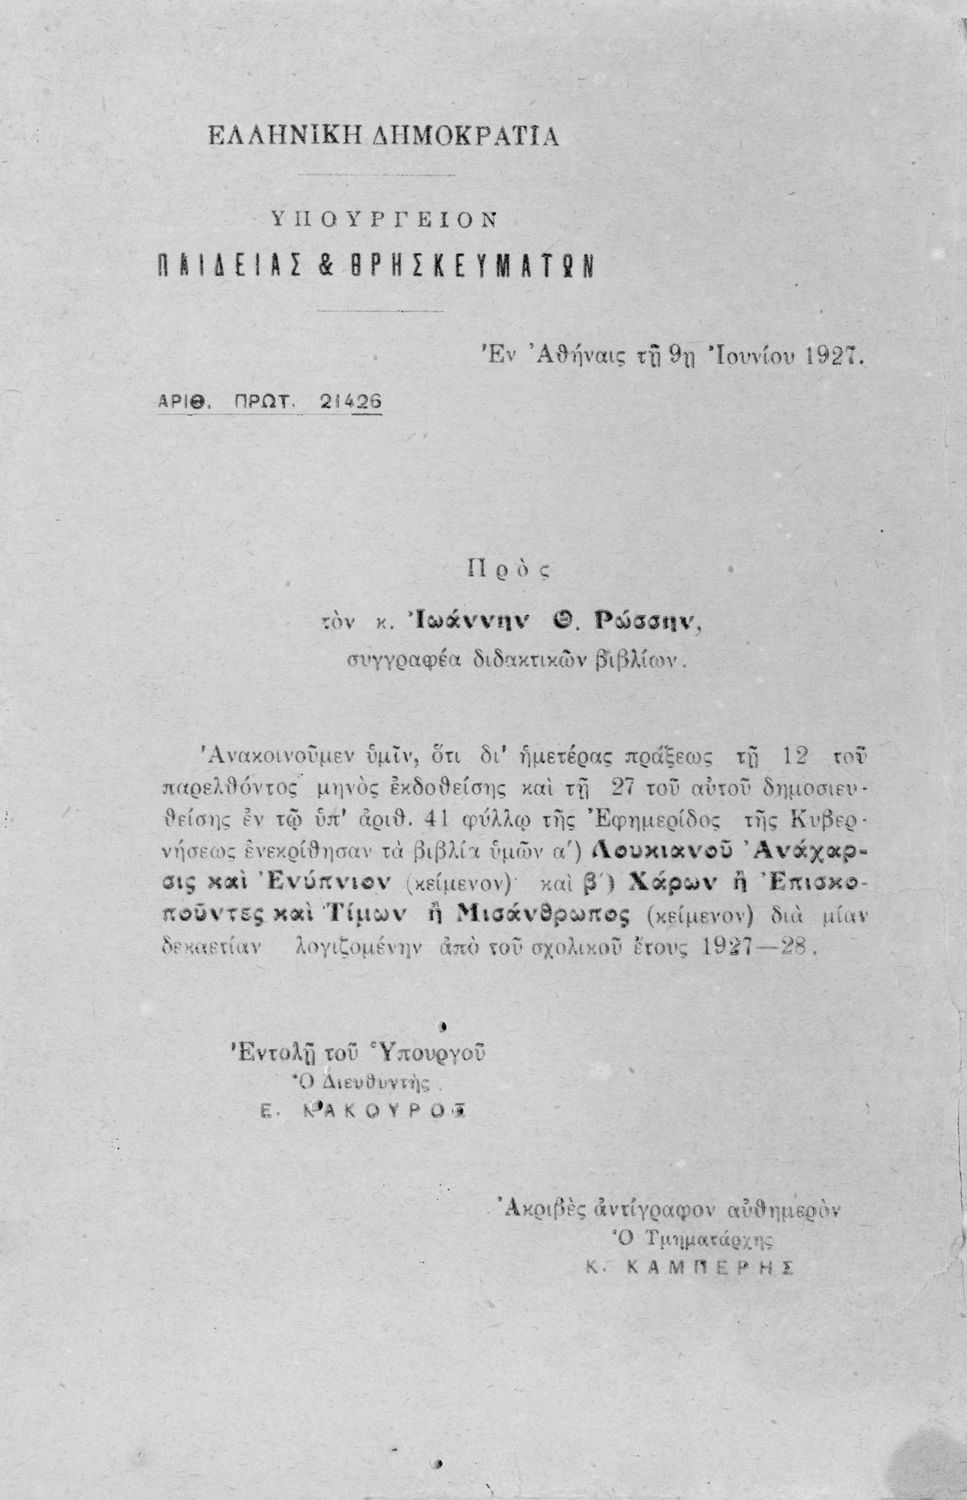 ΕΛΛΗΝΙΚΗ ΔΗΜΟΚΡΑΤΙΑ
ΥΠΟΥΡΓΕΙΟΝ
ΠΑΙΔΕΙΑΣ & ΘΡΗΣΚΕΥΜΑΤΩΝ
Ἐν Ἀθήναις τῇ 9ῃ Ἰουνίου 1927.
ΑΡΙΘ. ΠΡΩΤ. 21426
Πρὸς
τὸν κ. Ἰωάννην Θ. Ρώσσην,
συγγραφέα διδακτικῶν βιβλίων.
Ἀνακοινοῦμεν ὑμῖν, ὅτι δι' ἡμετέρας πράξεως τῇ 12 τοῦ
παρελθόντος μηνὸς ἐκδοθείσης καὶ τῇ 27 τοῦ αὐτοῦ δημοσιευ-
θείσης ἐν τῷ ὑπ' ἀριθ. 41 φύλλῳ τῆς Ἐφημερίδος τῆς Κυβερ-
νήσεως ἐνεκρίθησαν τὰ βιβλία ὑμῶν α') Λουκιανοῦ Ἀνάχαρ-
σις καὶ Ἐνύπνιον (κείμενον) καὶ β') Χάρων ἢ Ἐπισκο-
ποῦντες καὶ Τίμων ἢ Μισάνθρωπος (κείμενον) διὰ μίαν
δεκαετίαν λογιζομένην ἀπὸ τοῦ σχολικοῦ ἔτους 1927—28.
Ἐντολῇ τοῦ Ὑπουργοῦ
Ὁ Διευθυντὴς
Ε. ΚΑΚΟΥΡΟΣ
Ἀκριβὲς ἀντίγραφον αὐθημερὸν
Ὁ Τμηματάρχης
Κ. ΚΑΜΠΕΡΗΣ